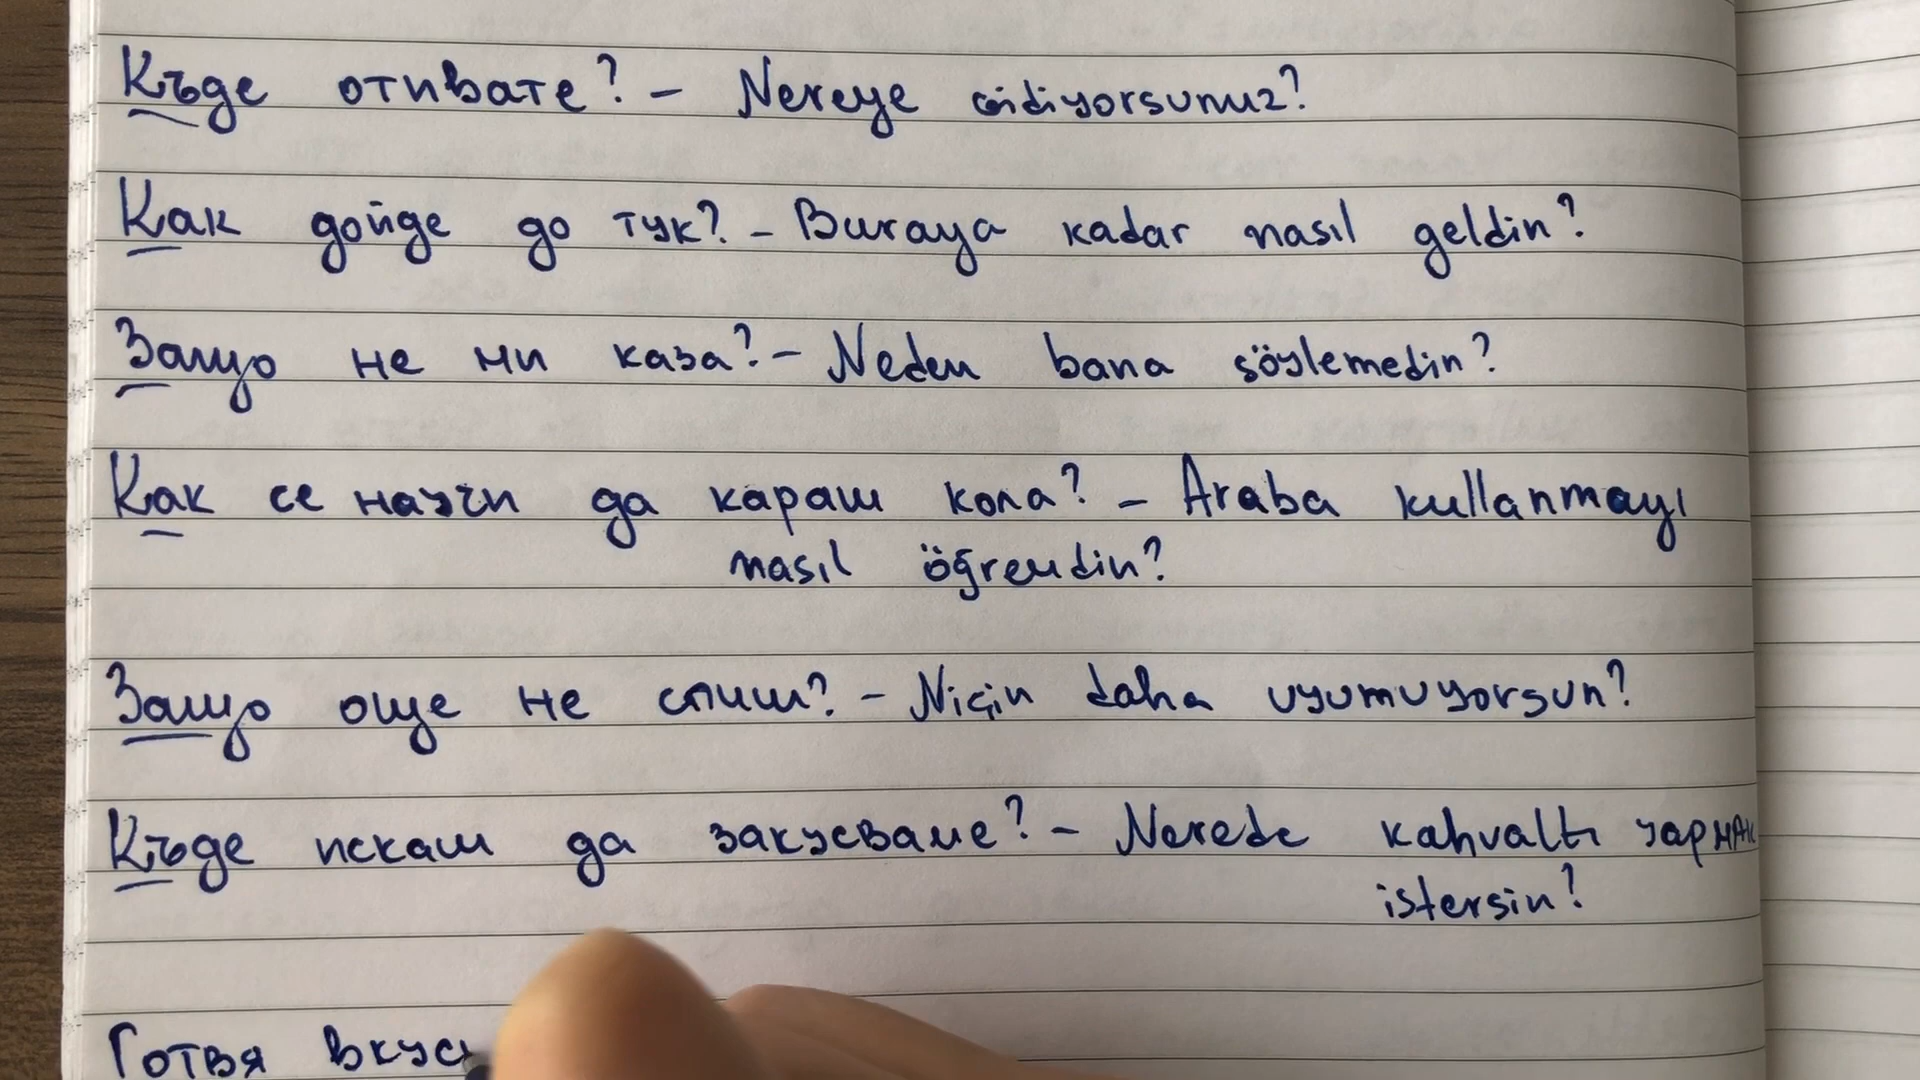 Къде отивате? - Nereye gidiyorsunuz?
Как дойде до тук? - Buraya kadar nasıl geldin?
Защо не ми каза? - Neden bana söylemedin?
Как се научи да караш кола? - Araba kullanmayı
nasıl öğrendin?
Защо още не спиш? - Niçin daha uyumuyorsun?
Къде искаш да закусваме? - Nerede kahvaltı yapmak
istersin?
Готвя